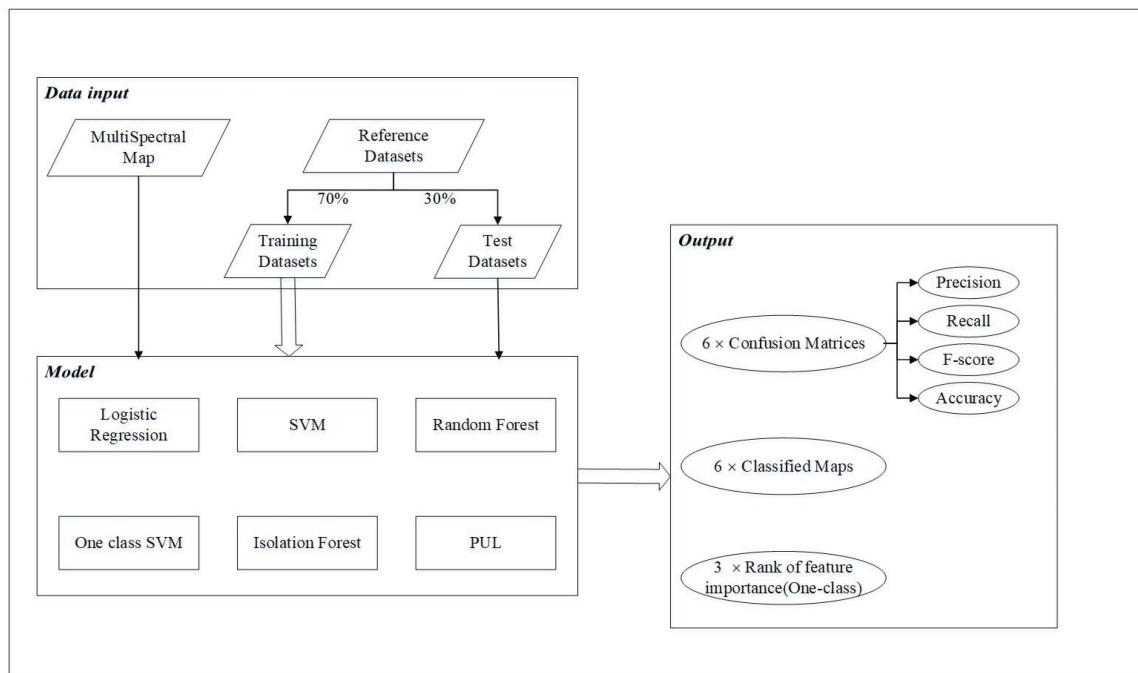 Data input
MultiSpectral
Map
Reference
Datasets
70%
30%
Training
Datasets
Test
Datasets
Model
Logistic
Regression
SVM
Random Forest
One class SVM
Isolation Forest
PUL
Output
6 × Confusion Matrices
Precision
Recall
F-score
Accuracy
6 × Classified Maps
3 × Rank of feature
importance(One-class)